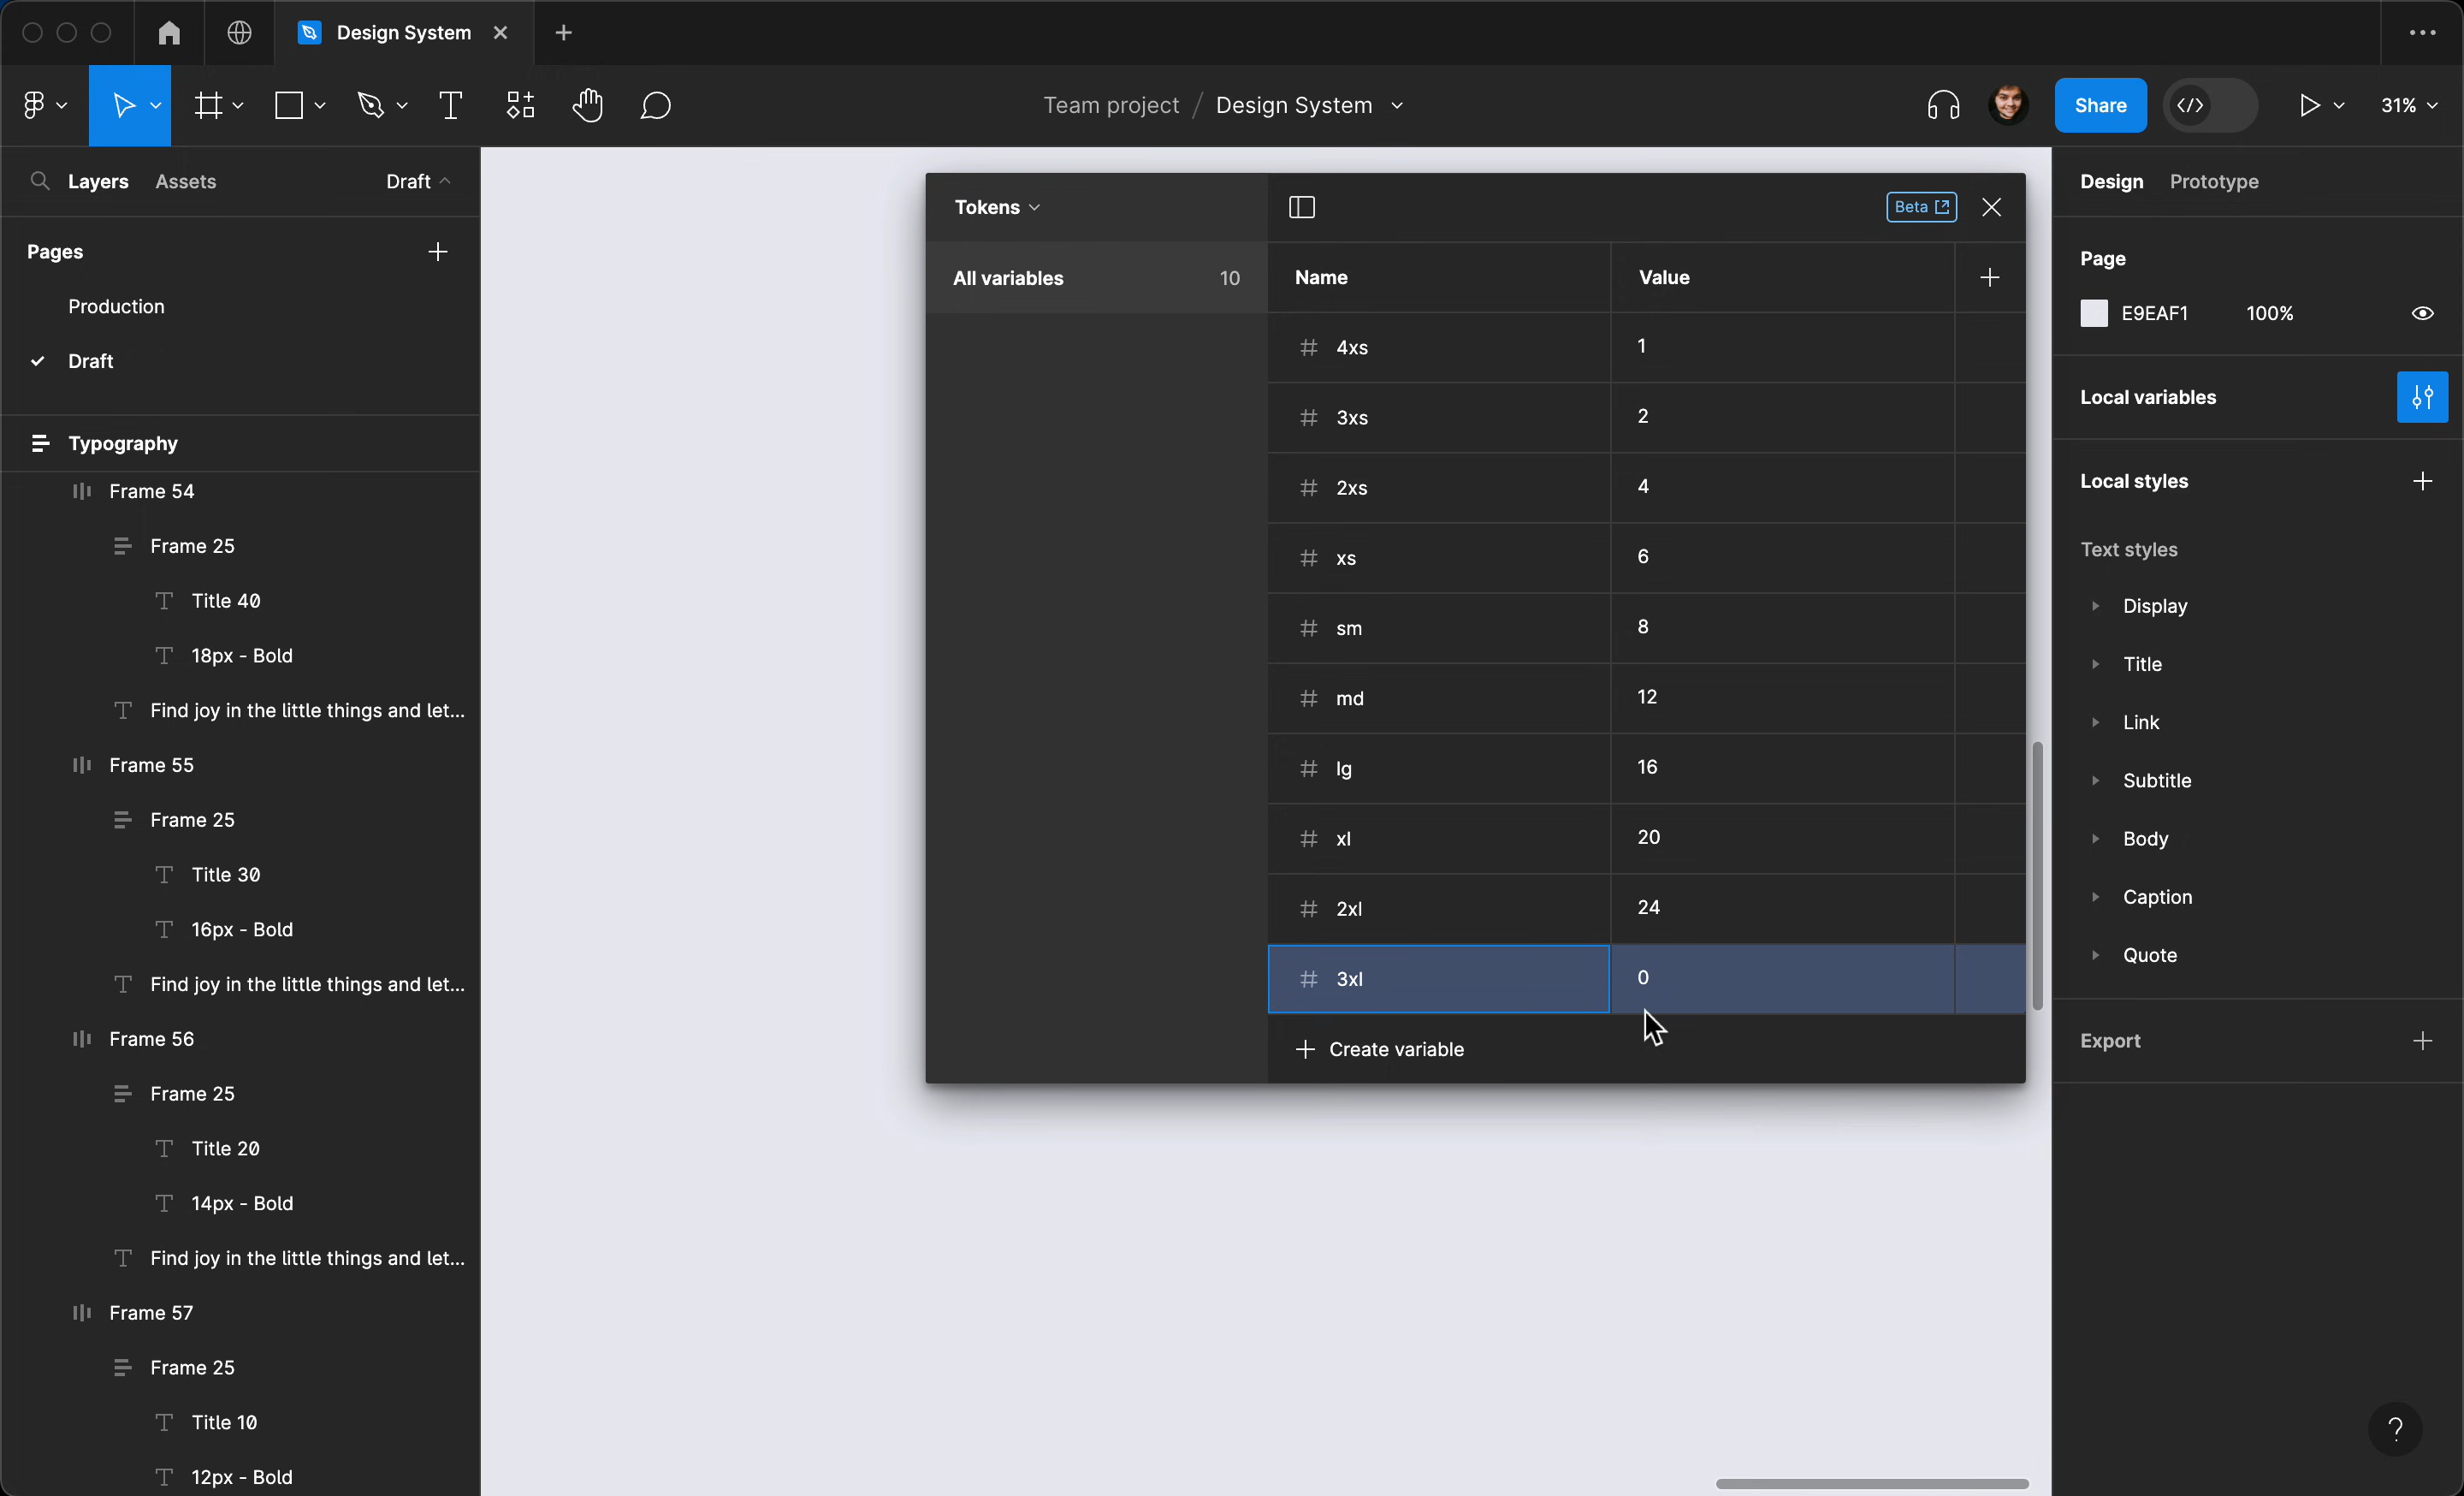 Design System
Team project / Design System
Share
31%
Layers Assets Draft
Pages
Production
Draft
Typography
Frame 54
Frame 25
Title 40
18px - Bold
Find joy in the little things and let...
Frame 55
Frame 25
Title 30
16px - Bold
Find joy in the little things and let...
Frame 56
Frame 25
Title 20
14px - Bold
Find joy in the little things and let...
Frame 57
Frame 25
Title 10
12px - Bold
Tokens
Beta
All variables 10
Name Value
4xs 1
3xs 2
2xs 4
xs 6
sm 8
md 12
lg 16
xl 20
2xl 24
3xl 0
Create variable
Design Prototype
Page
E9EAF1 100%
Local variables
Local styles
Text styles
Display
Title
Link
Subtitle
Body
Caption
Quote
Export
?